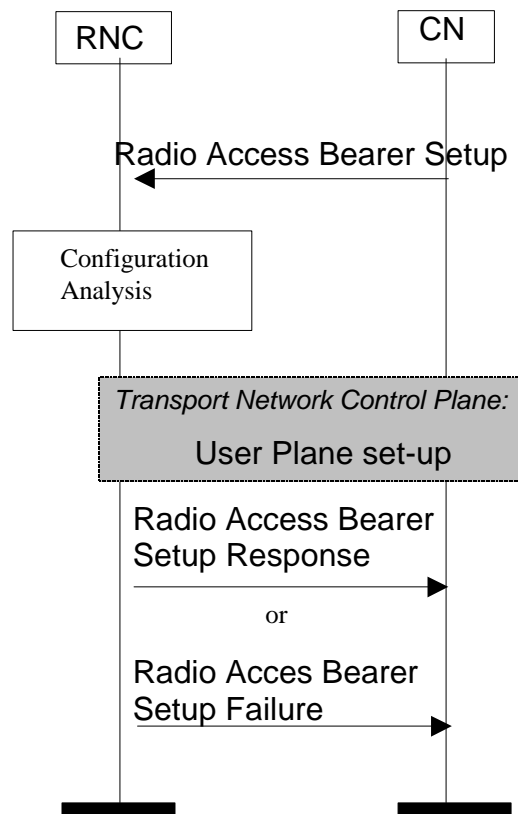 RNC
CN
Radio Access Bearer Setup
Configuration
Analysis
Transport Network Control Plane:
User Plane set-up
Radio Access Bearer
Setup Response
or
Radio Acces Bearer
Setup Failure